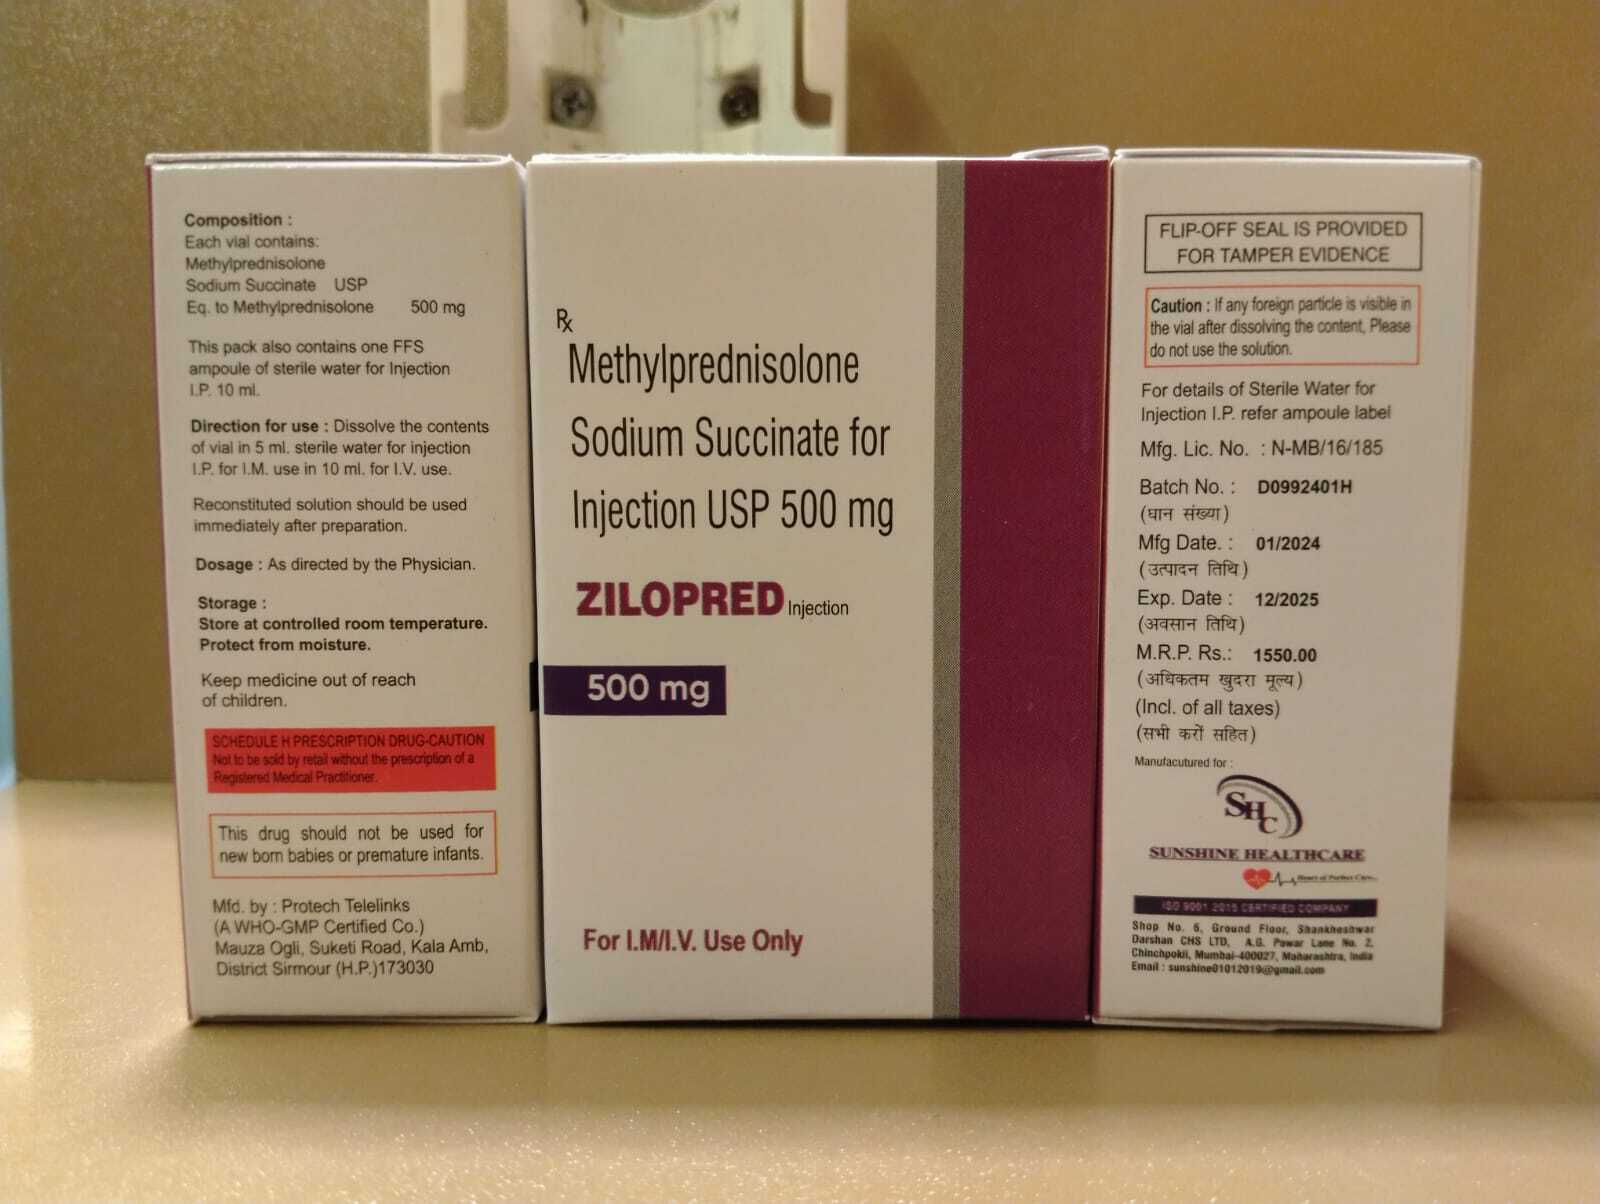 Composition :
Each vial contains:
Methylprednisolone
Sodium Succinate USP
Eq. to Methylprednisolone 500 mg
This pack also contains one FFS
ampoule of sterile water for Injection
I.P. 10 ml.
Direction for use : Dissolve the contents
of vial in 5 ml. sterile water for injection
I.P. for I.M. use in 10 ml. for I.V. use.
Reconstituted solution should be used
immediately after preparation.
Dosage : As directed by the Physician.
Storage :
Store at controlled room temperature.
Protect from moisture.
Keep medicine out of reach
of children.
SCHEDULE H PRESCRIPTION DRUG-CAUTION
Not to be sold by retail without the prescription of a
Registered Medical Practitioner.
This drug should not be used for
new born babies or premature infants.
Mfd. by : Protech Telelinks
(A WHO-GMP Certified Co.)
Mauza Ogli, Suketi Road, Kala Amb,
District Sirmour (H.P.)173030
Rx
Methylprednisolone
Sodium Succinate for
Injection USP 500 mg
ZILOPRED Injection
500 mg
For I.M/I.V. Use Only
FLIP-OFF SEAL IS PROVIDED
FOR TAMPER EVIDENCE
Caution : If any foreign particle is visible in
the vial after dissolving the content, Please
do not use the solution.
For details of Sterile Water for
Injection I.P. refer ampoule label
Mfg. Lic. No. : N-MB/16/185
Batch No. : D0992401H
(घान संख्या)
Mfg Date. : 01/2024
(उत्पादन तिथि)
Exp. Date : 12/2025
(अवसान तिथि)
M.R.P. Rs.: 1550.00
(अधिकतम खुदरा मूल्य)
(Incl. of all taxes)
(सभी करों सहित)
Manufacutured for :
SHC
SUNSHINE HEALTHCARE
Heart of Perfect Care...
ISO 9001 2015 CERTIFIED COMPANY
Shop No. 6, Ground Floor, Shankheshwar
Darshan CHS LTD, A.G. Pawar Lane No. 2,
Chinchpokli, Mumbai-400027, Maharashtra, India
Email : sunshine01012019@gmail.com